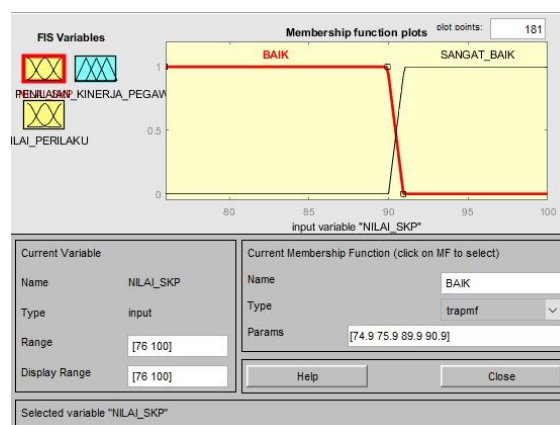 FIS Variables
Membership function plots
plot points:
181
BAIK
SANGAT_BAIK
KINERJA_PEGAW
ILAI_PERILAKU
1
0.5
0
80
85
90
95
100
input variable "NILAI_SKP"
Current Variable
Name
NILAI_SKP
Type
input
Range
[76 100]
Display Range
[76 100]
Current Membership Function (click on MF to select)
Name
BAIK
Type
trapmf
Params
[74.9 75.9 89.9 90.9]
Help
Close
Selected variable "NILAI_SKP"